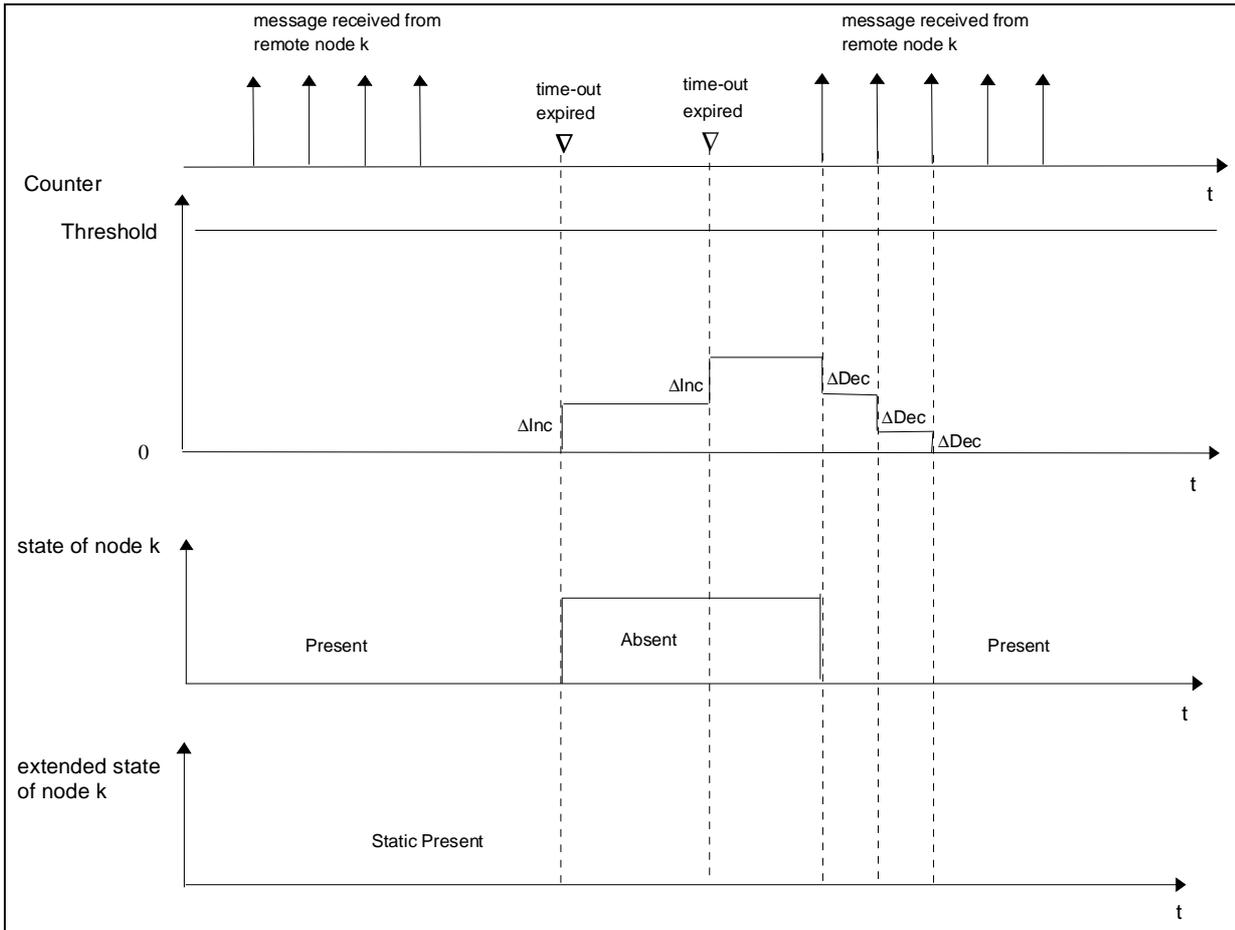 message received from
remote node k
message received from
remote node k
time-out
expired
time-out
expired
Counter
t
Threshold
ΔInc
ΔInc
ΔDec
ΔDec
ΔDec
0
t
state of node k
Present
Absent
Present
t
extended state
of node k
Static Present
t